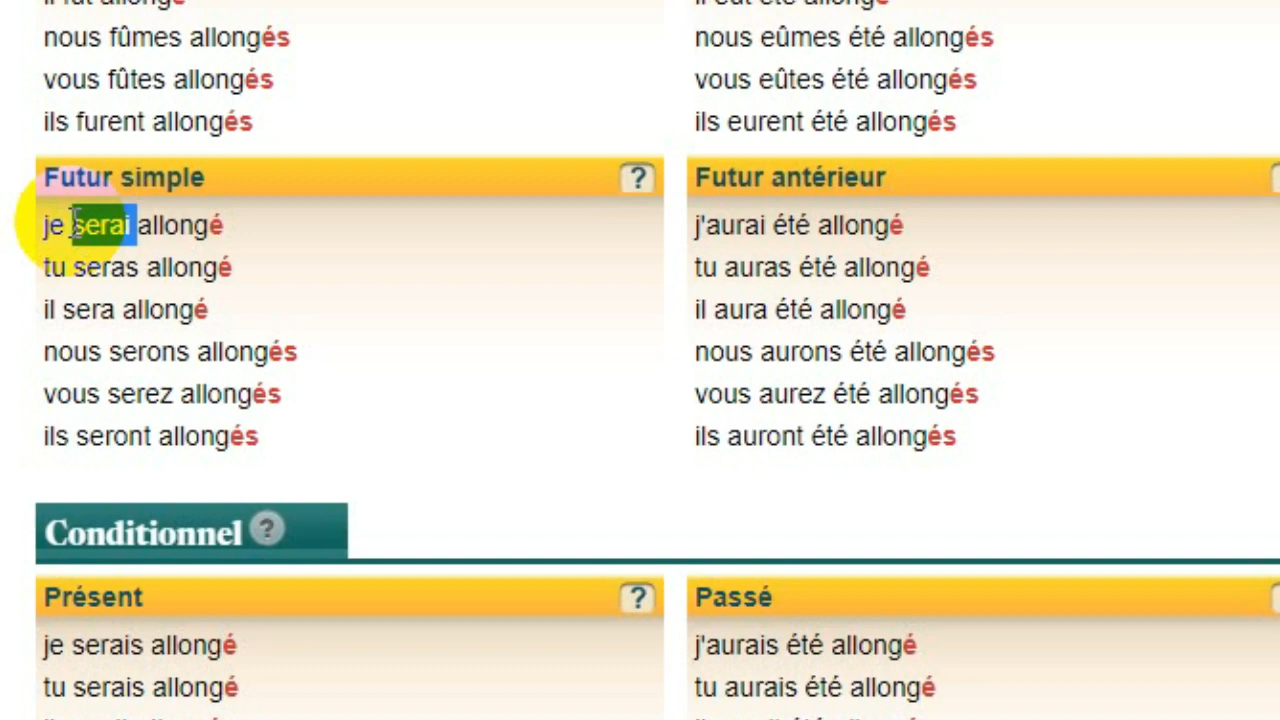 nous fûmes allongés
vous fûtes allongés
ils furent allongés
Futur simple ?
je serai allongé
tu seras allongé
il sera allongé
nous serons allongés
vous serez allongés
ils seront allongés
il eut été allongé
nous eûmes été allongés
vous eûtes été allongés
ils eurent été allongés
Futur antérieur
j'aurai été allongé
tu auras été allongé
il aura été allongé
nous aurons été allongés
vous aurez été allongés
ils auront été allongés
Conditionnel ?
Présent ?
je serais allongé
tu serais allongé
Passé
j'aurais été allongé
tu aurais été allongé